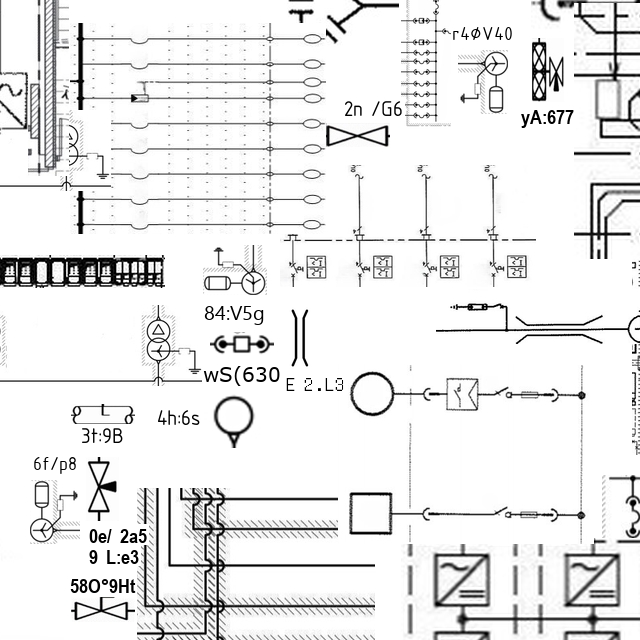 r4ØV40
2n /G6
yA:677
84:V5g
wS(630
E 2.L3
4h:6s
3t:9B
6f/p8
0e/ 2a5
9 L:e3
58O°9Ht